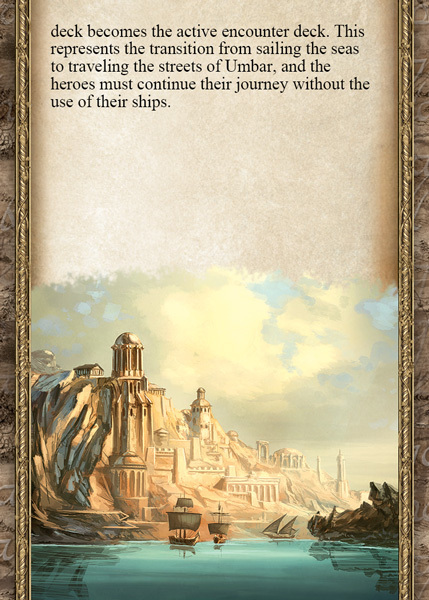 deck becomes the active encounter deck. This
represents the transition from sailing the seas
to traveling the streets of Umbar, and the
heroes must continue their journey without the
use of their ships.